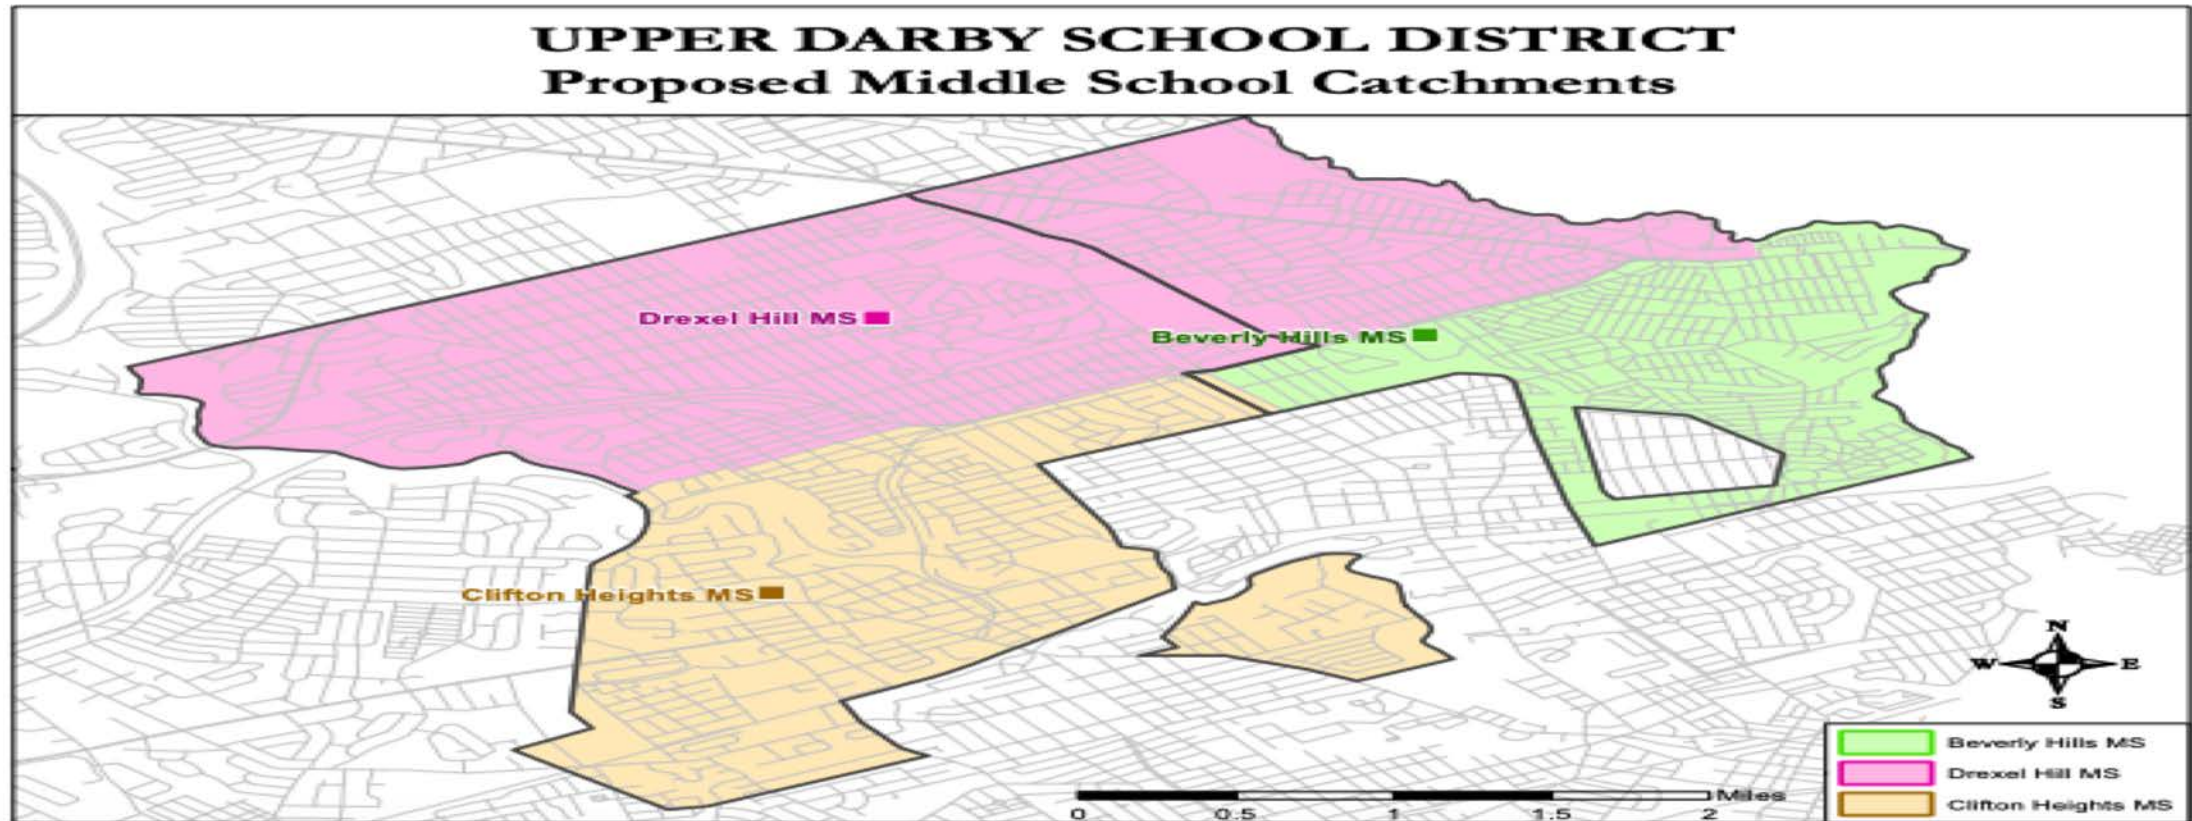 UPPER DARBY SCHOOL DISTRICT
Proposed Middle School Catchments
Drexel Hill MS
Beverly Hills MS
Clifton Heights MS
N
W E
S
Beverly Hills MS
Drexel Hill MS
Clifton Heights MS
Miles
0 0.5 1 1.5 2